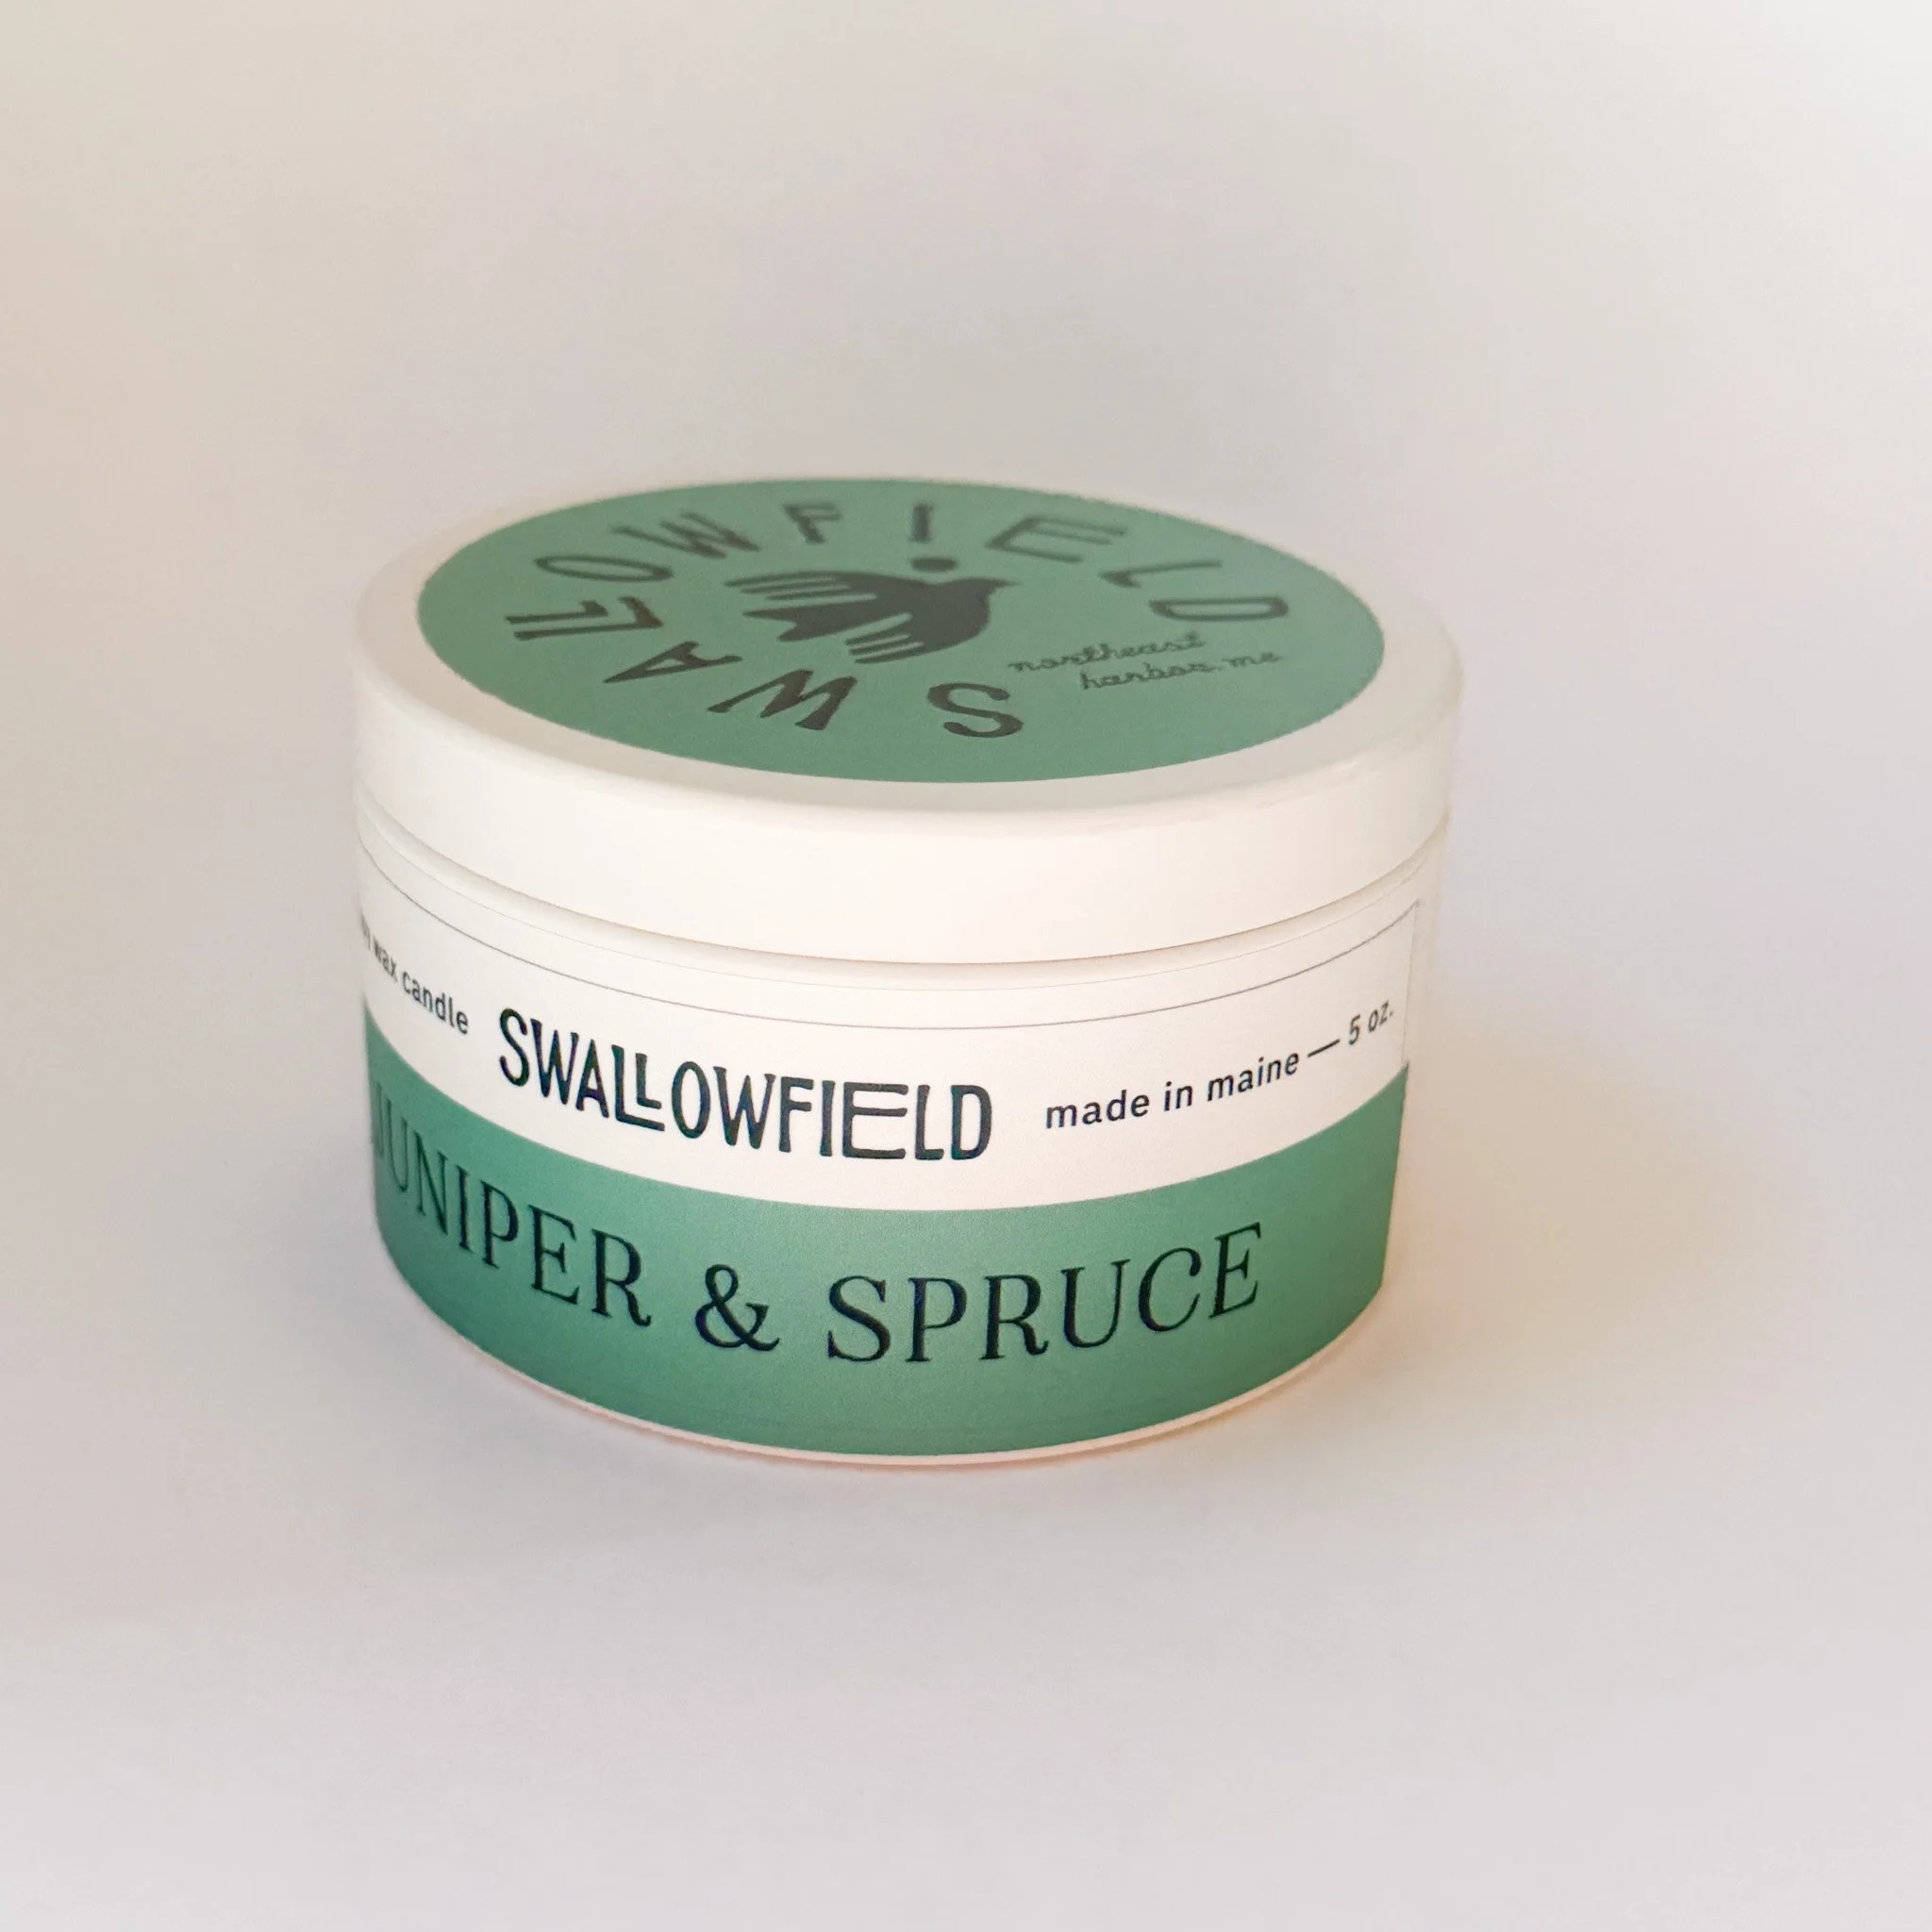 SWALLOWFIELD
northeast
harbor, me
wax candle
SWALLOWFIELD
made in maine — 5 oz.
JUNIPER & SPRUCE